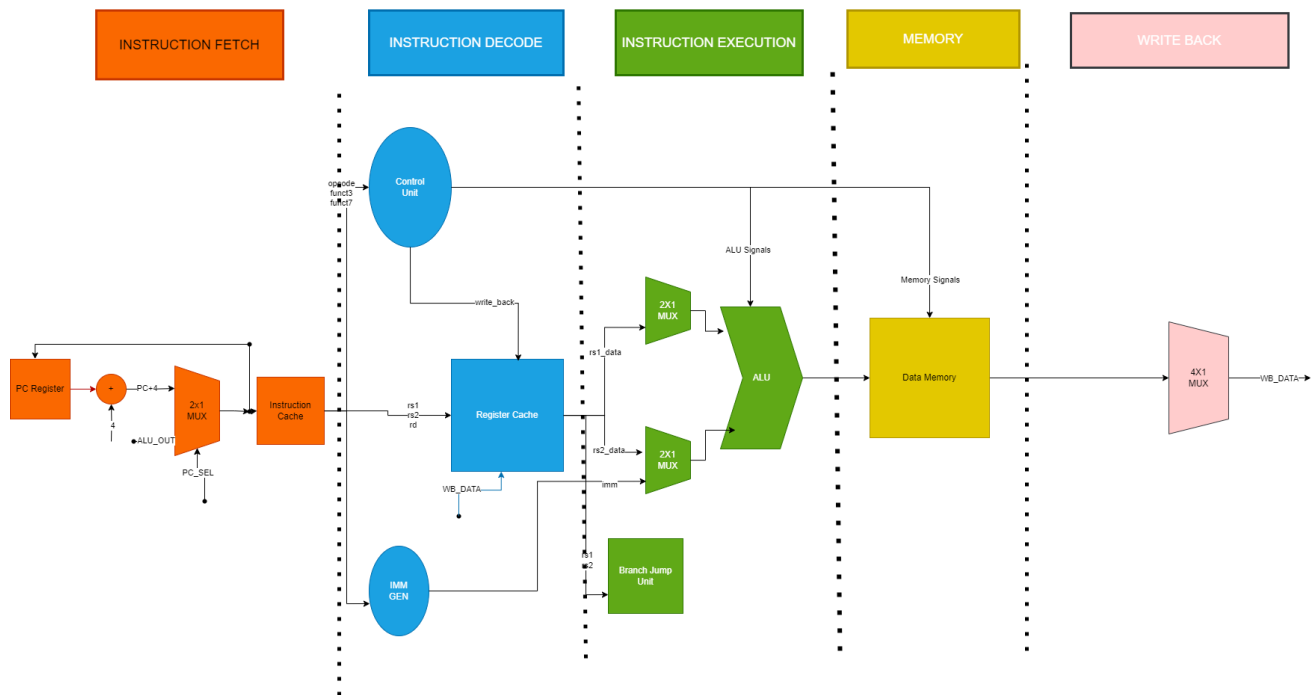 INSTRUCTION FETCH
INSTRUCTION DECODE
INSTRUCTION EXECUTION
MEMORY
WRITE BACK
opcode
funct3
funct7
Control
Unit
ALU Signals
Memory Signals
write_back
2X1
MUX
PC Register
+
PC+4
4
ALU_OUT
2x1
MUX
PC_SEL
Instruction
Cache
rs1
rs2
rd
Register Cache
WB_DATA
rs1_data
rs2_data
imm
2X1
MUX
ALU
Data Memory
4X1
MUX
WB_DATA
IMM
GEN
rs1
rs2
Branch Jump
Unit